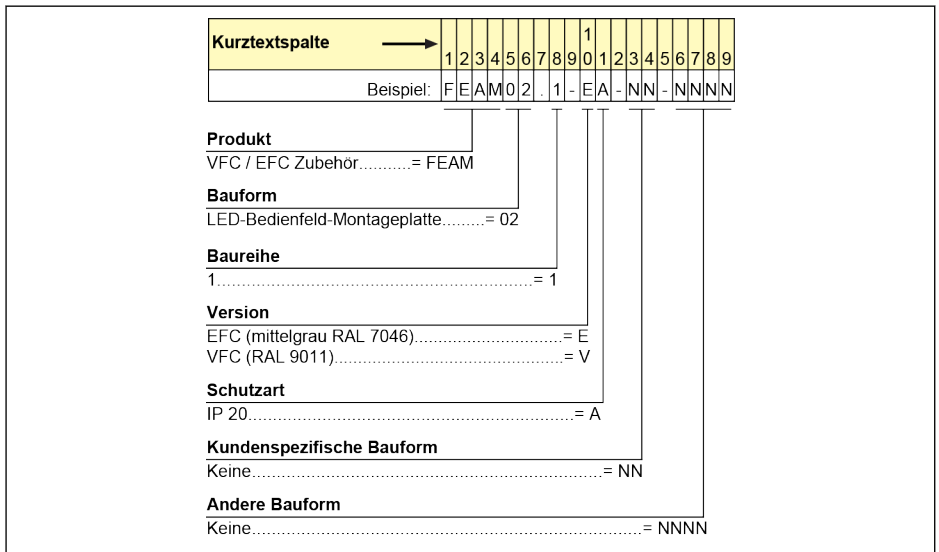 Kurztextspalte 1 2 3 4 5 6 7 8 9 10 1 2 3 4 5 6 7 8 9
Beispiel: F E A M 0 2 . 1 - E A - N N - N N N N
Produkt
VFC / EFC Zubehör...........= FEAM
Bauform
LED-Bedienfeld-Montageplatte.........= 02
Baureihe
1..................................................................= 1
Version
EFC (mittelgrau RAL 7046)...............................= E
VFC (RAL 9011)................................................= V
Schutzart
IP 20....................................................................= A
Kundenspezifische Bauform
Keine.........................................................................= NN
Andere Bauform
Keine.................................................................................= NNNN